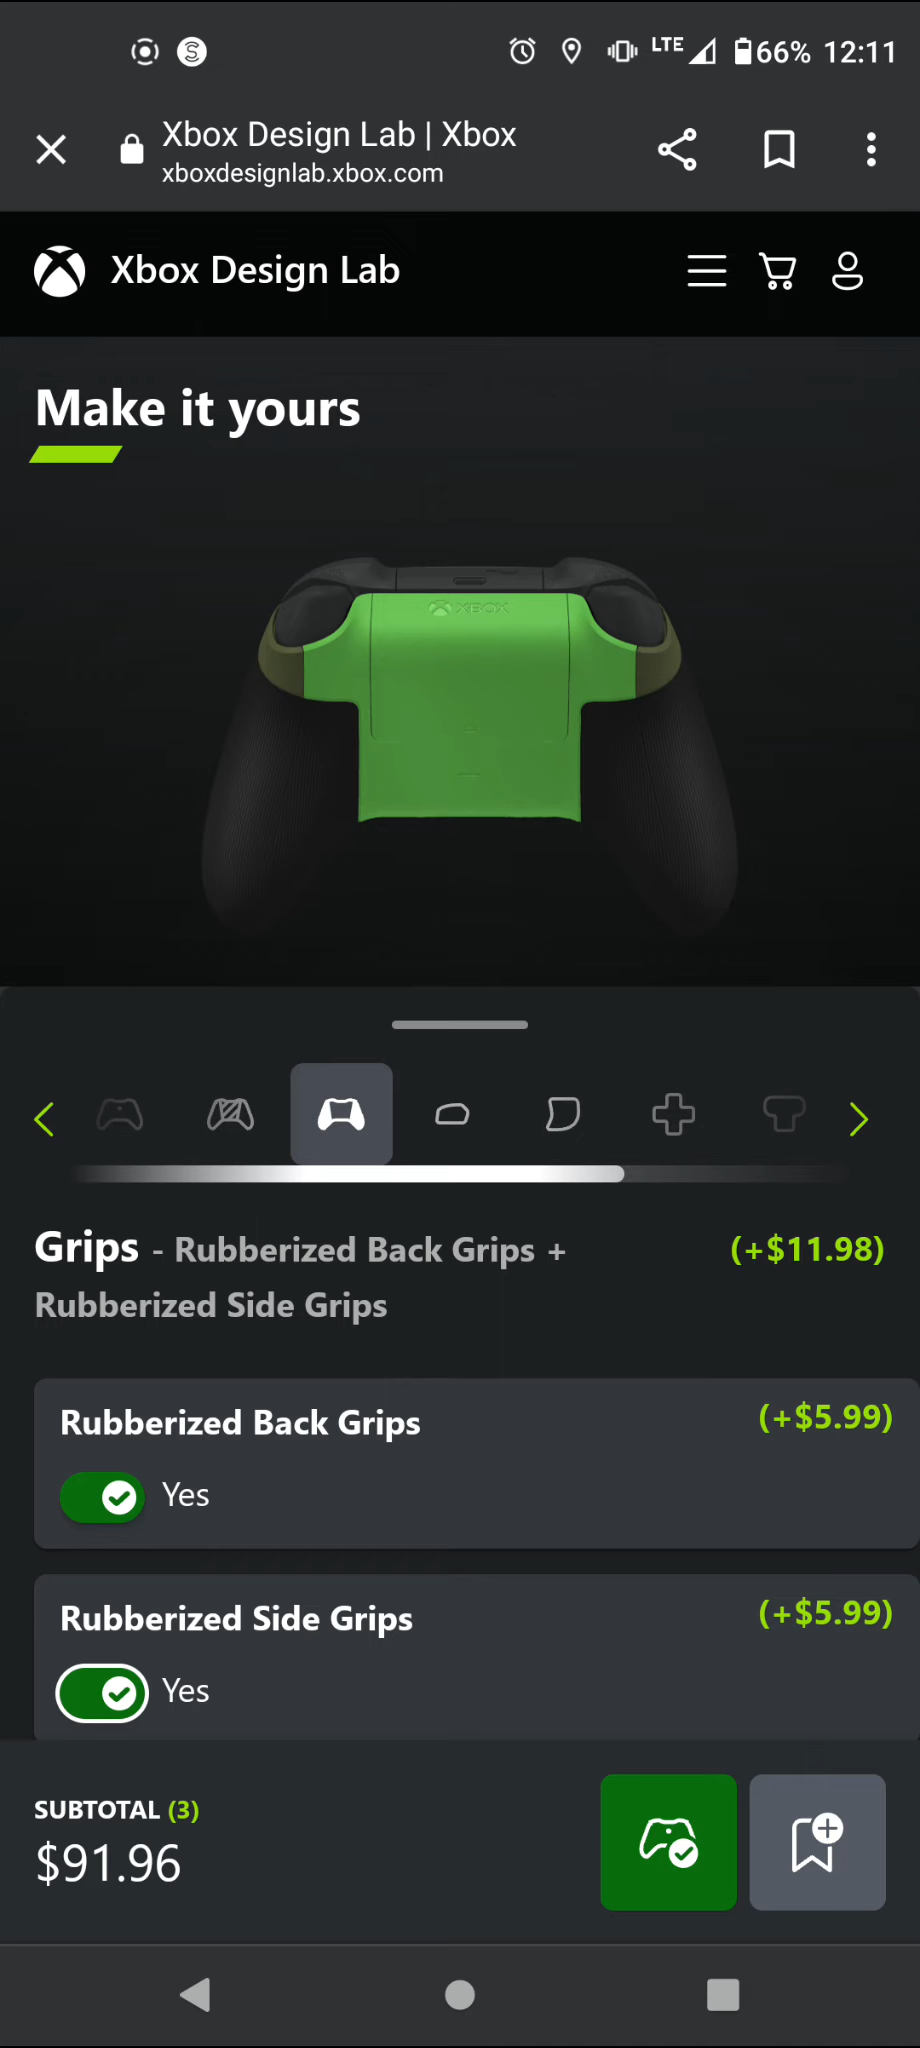 LTE 66% 12:11
Xbox Design Lab | Xbox
xboxdesignlab.xbox.com
Xbox Design Lab
Make it yours
XBOX
Grips - Rubberized Back Grips + (+$11.98)
Rubberized Side Grips
Rubberized Back Grips (+$5.99)
Yes
Rubberized Side Grips (+$5.99)
Yes
SUBTOTAL (3)
$91.96